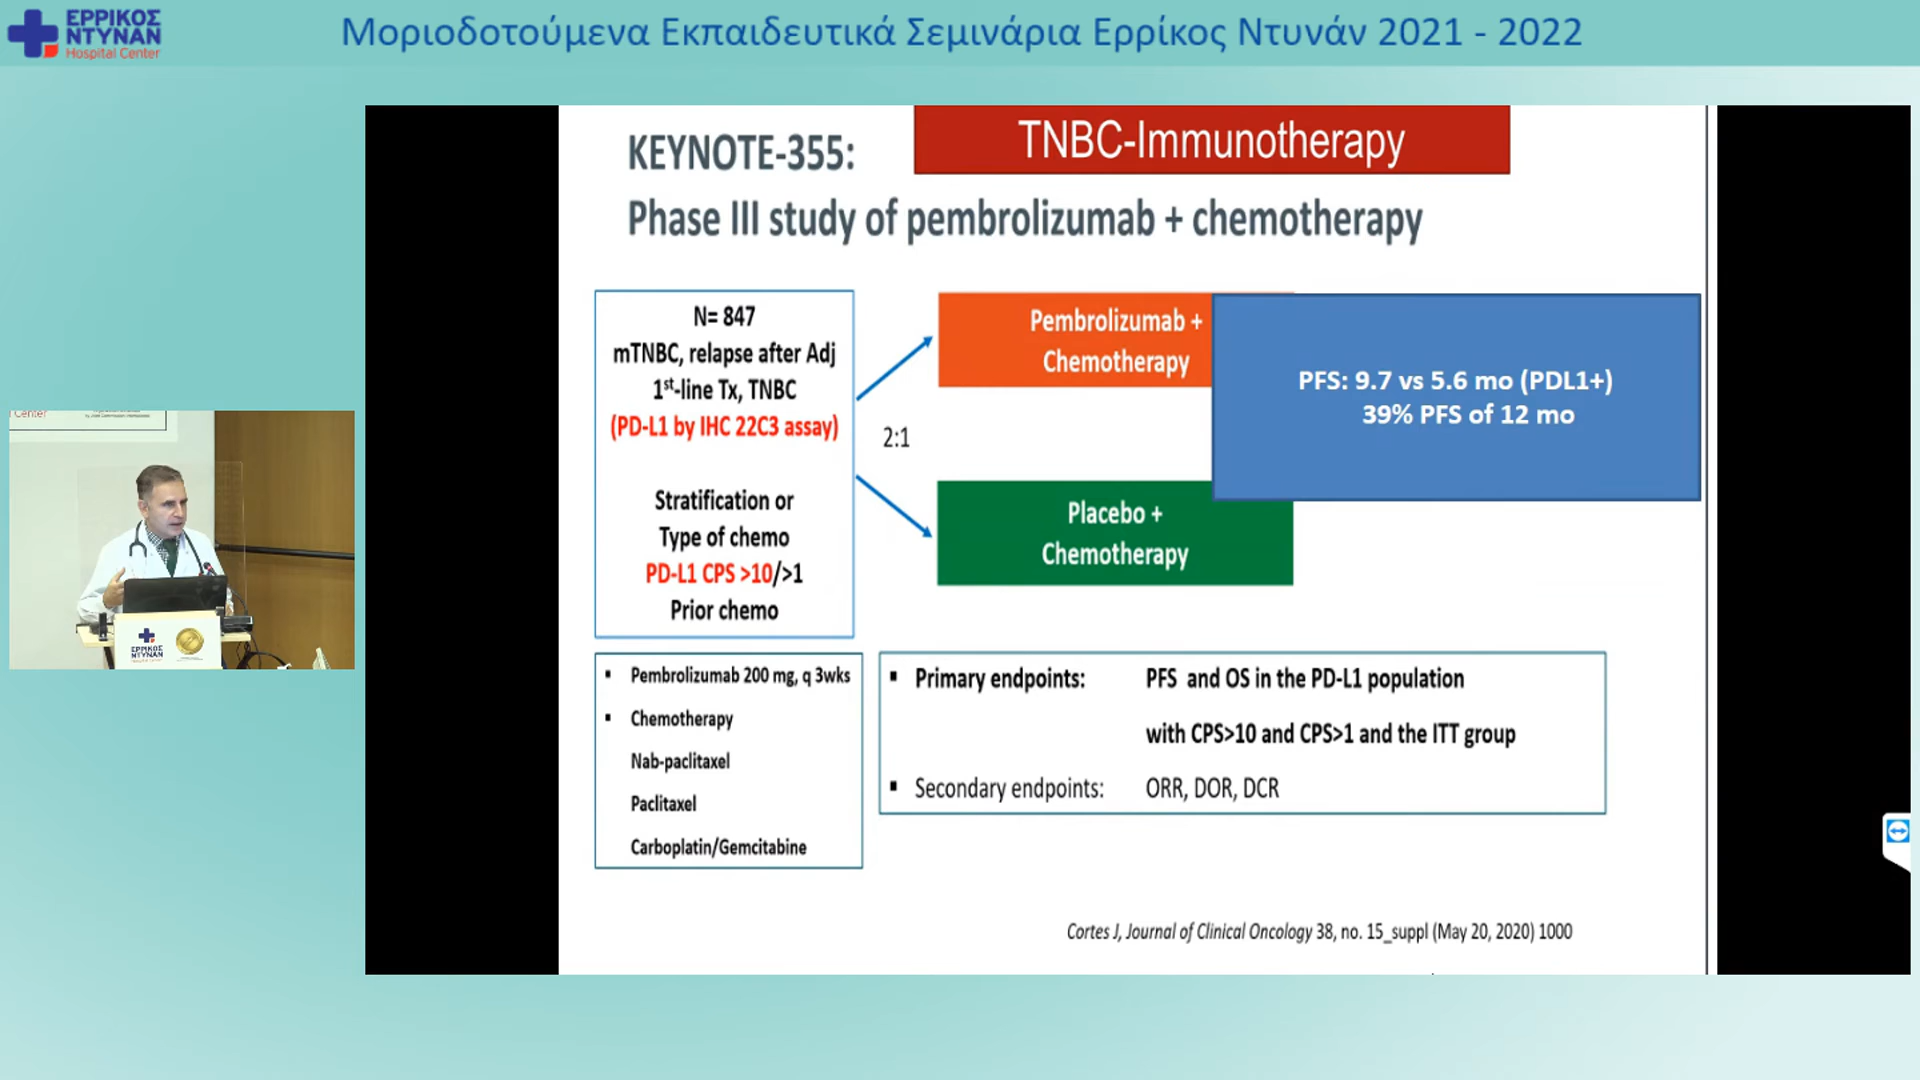 ΕΡΡΙΚΟΣ
ΝΤΥΝΑΝ
Hospital Center
Μοριοδοτούμενα Εκπαιδευτικά Σεμινάρια Ερρίκος Ντυνάν 2021 - 2022
TNBC-Immunotherapy
KEYNOTE-355:
Phase III study of pembrolizumab + chemotherapy
N= 847
mTNBC, relapse after Adj
1st-line Tx, TNBC
(PD-L1 by IHC 22C3 assay)
Stratification or
Type of chemo
PD-L1 CPS >10/>1
Prior chemo
2:1
Pembrolizumab +
Chemotherapy
Placebo +
Chemotherapy
PFS: 9.7 vs 5.6 mo (PDL1+)
39% PFS of 12 mo
▪ Pembrolizumab 200 mg, q 3wks
▪ Chemotherapy
Nab-paclitaxel
Paclitaxel
Carboplatin/Gemcitabine
▪ Primary endpoints: PFS and OS in the PD-L1 population
with CPS>10 and CPS>1 and the ITT group
▪ Secondary endpoints: ORR, DOR, DCR
Cortes J, Journal of Clinical Oncology 38, no. 15_suppl (May 20, 2020) 1000
Center
ΕΡΡΙΚΟΣ
ΝΤΥΝΑΝ
Hospital Center